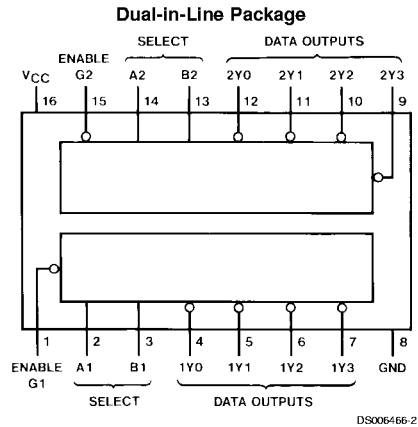 Dual-in-Line Package
SELECT DATA OUTPUTS
ENABLE
VCC G2 A2 B2 2Y0 2Y1 2Y2 2Y3
16 15 14 13 12 11 10 9
1 2 3 4 5 6 7 8
ENABLE A1 B1 1Y0 1Y1 1Y2 1Y3 GND
G1
SELECT DATA OUTPUTS
DS006466-2